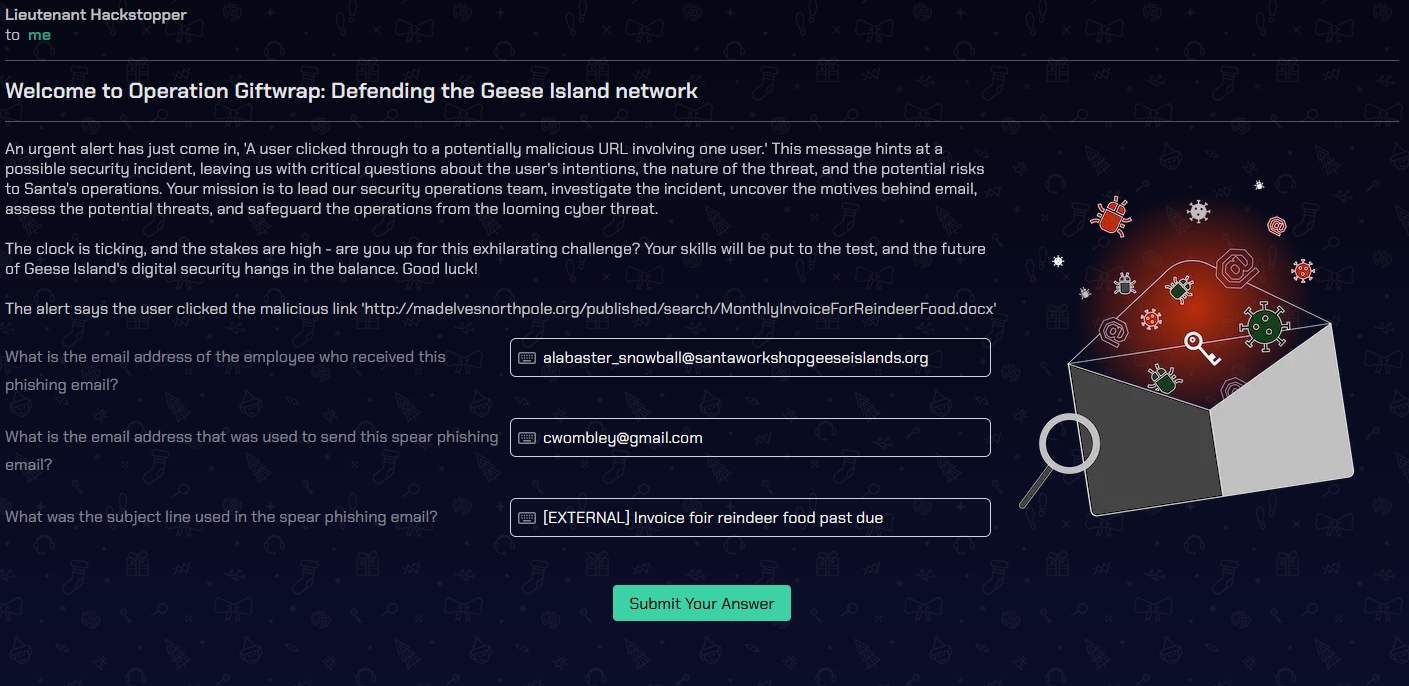 Lieutenant Hackstopper
to me
Welcome to Operation Giftwrap: Defending the Geese Island network
An urgent alert has just come in, 'A user clicked through to a potentially malicious URL involving one user.' This message hints at a
possible security incident, leaving us with critical questions about the user's intentions, the nature of the threat, and the potential risks
to Santa's operations. Your mission is to lead our security operations team, investigate the incident, uncover the motives behind email,
assess the potential threats, and safeguard the operations from the looming cyber threat.
The clock is ticking, and the stakes are high - are you up for this exhilarating challenge? Your skills will be put to the test, and the future
of Geese Island's digital security hangs in the balance. Good luck!
The alert says the user clicked the malicious link 'http://madelvesnorthpole.org/published/search/MonthlyInvoiceForReindeerFood.docx'
What is the email address of the employee who received this
phishing email?
alabaster_snowball@santaworkshopgeeseislands.org
What is the email address that was used to send this spear phishing
email?
cwombley@gmail.com
What was the subject line used in the spear phishing email?
[EXTERNAL] Invoice foir reindeer food past due
Submit Your Answer